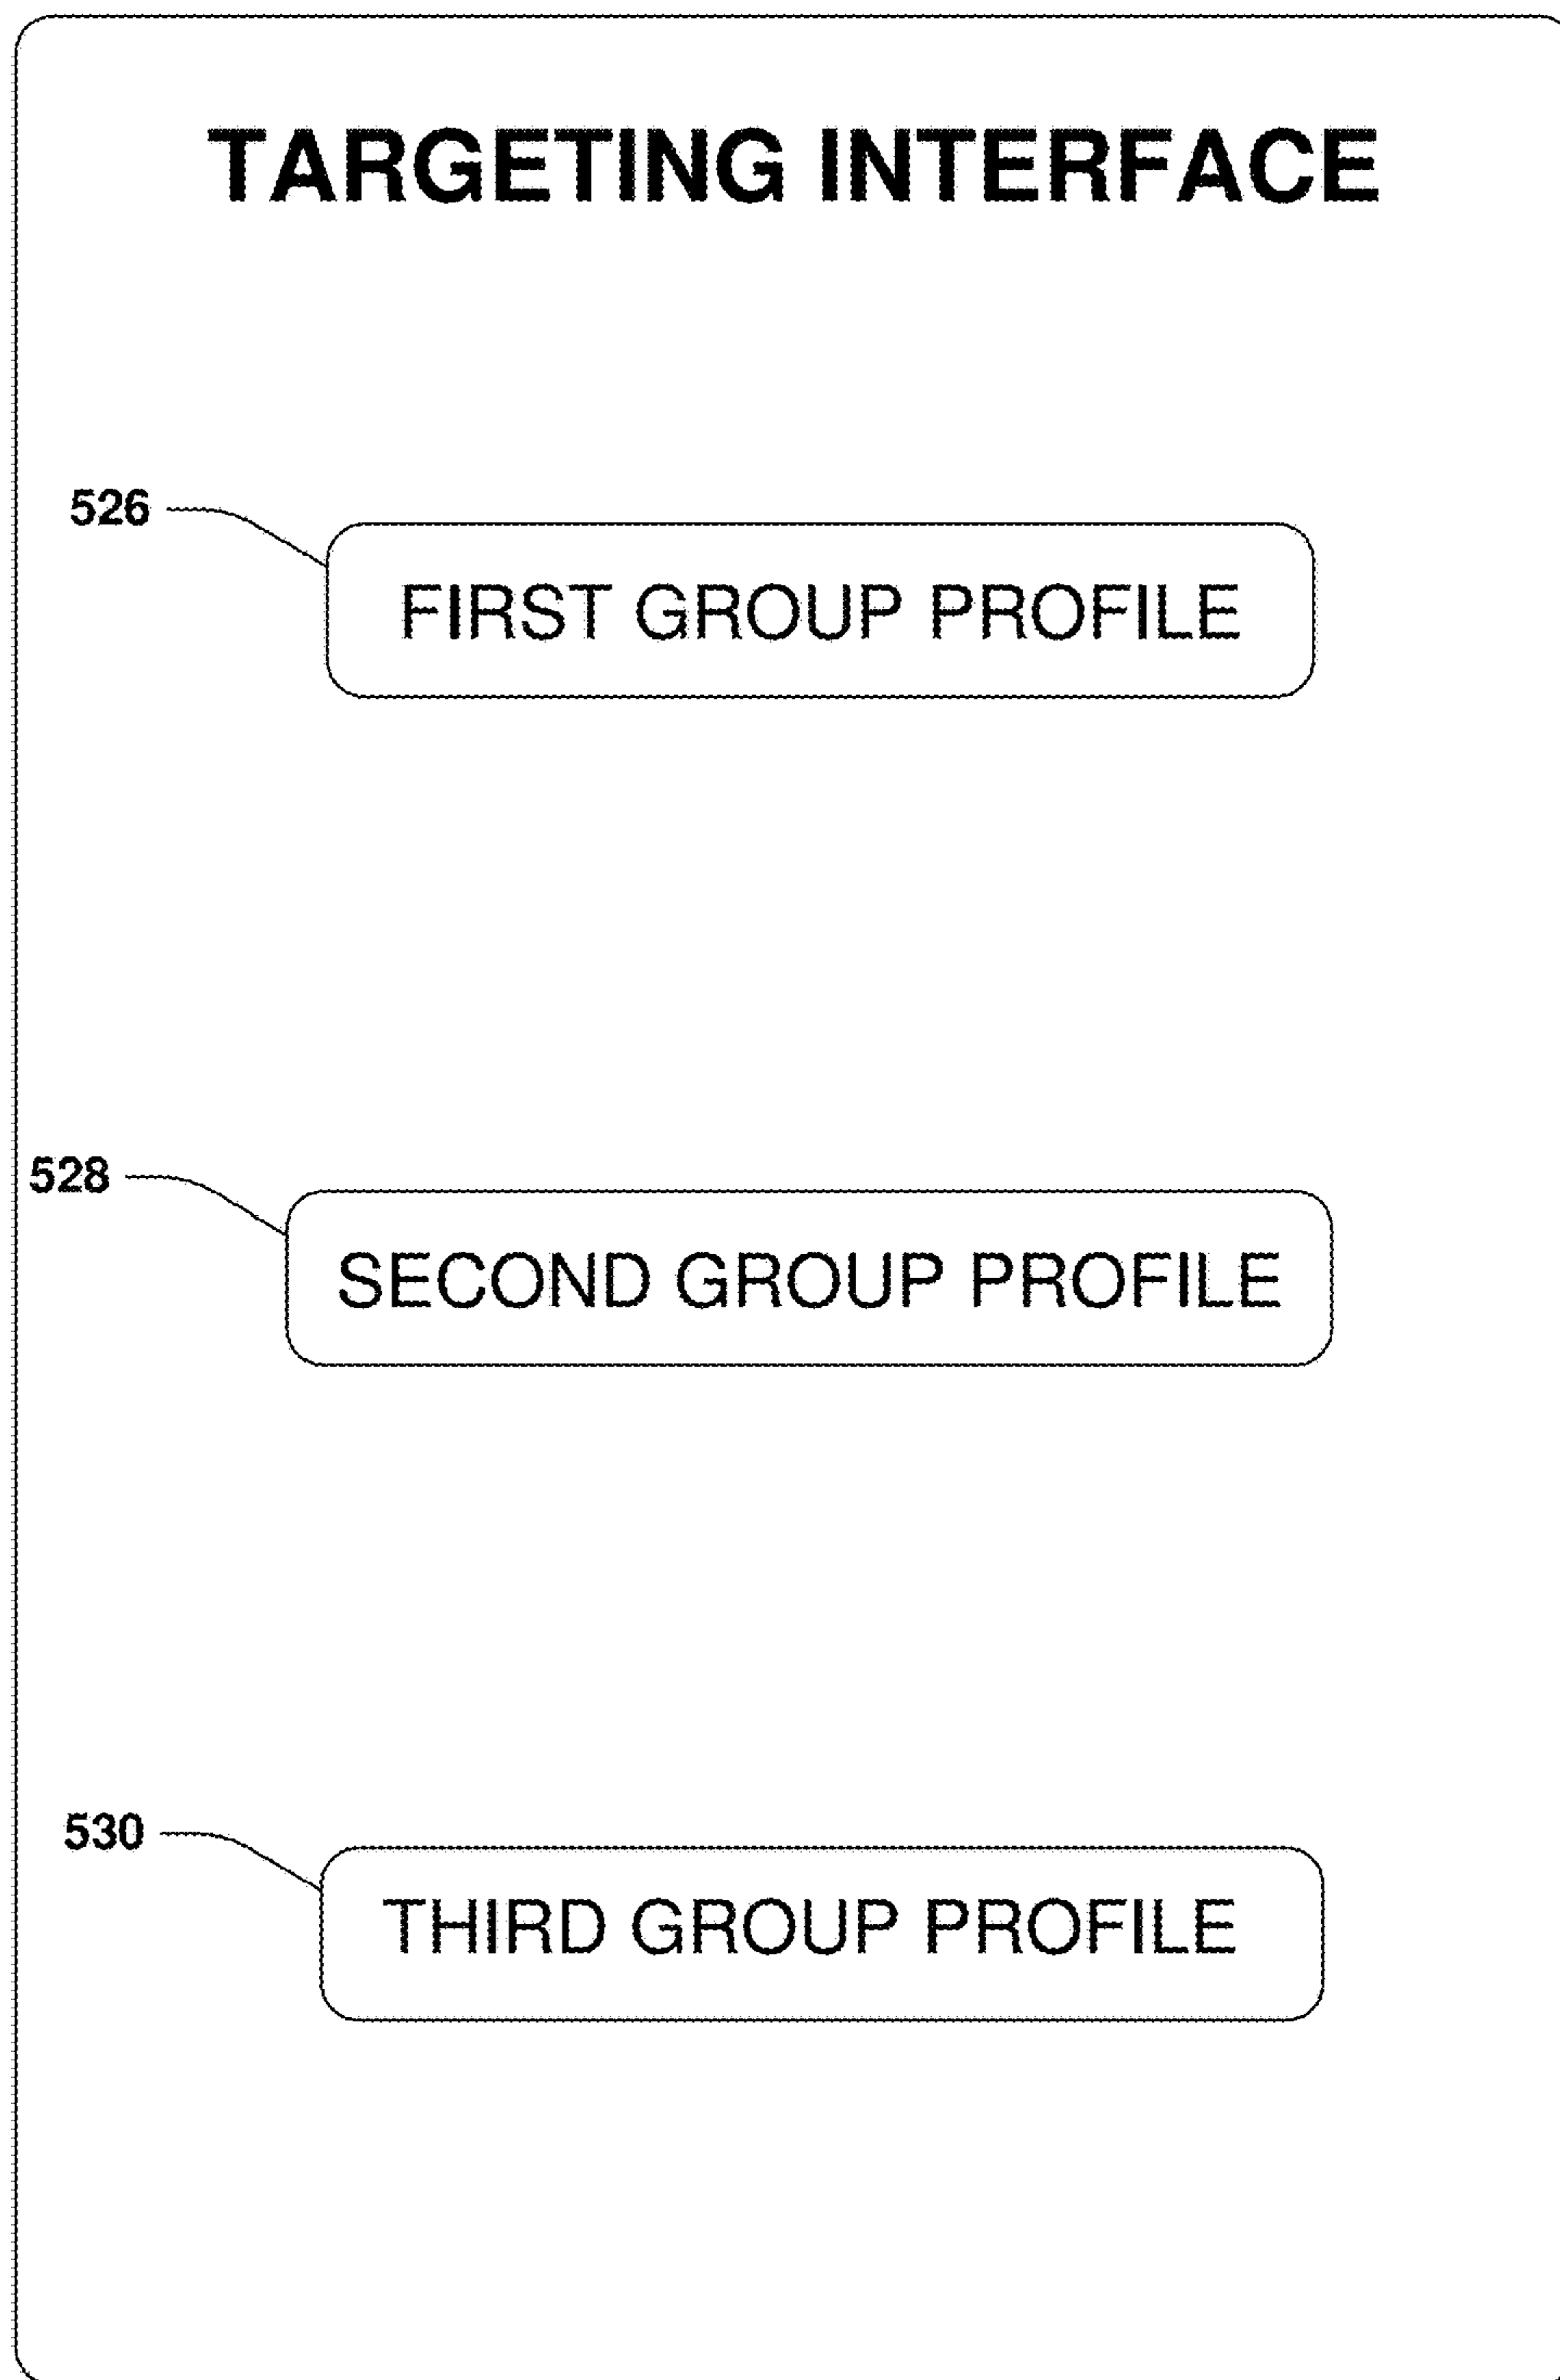 TARGETING INTERFACE
526
FIRST GROUP PROFILE
528
SECOND GROUP PROFILE
530
THIRD GROUP PROFILE